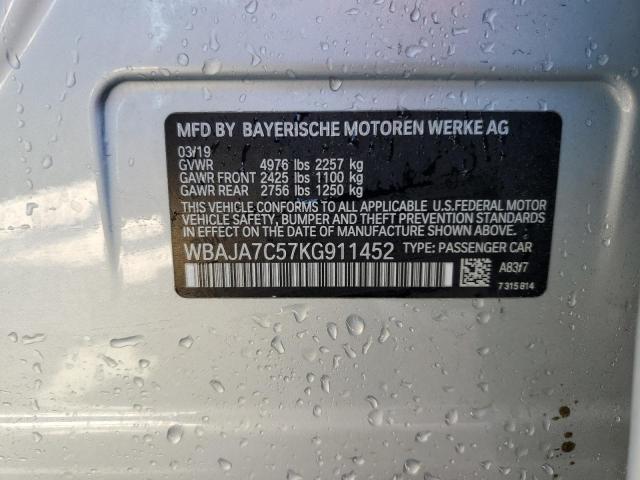 MFD BY BAYERISCHE MOTOREN WERKE AG
03/19
GVWR 4976 lbs 2257 kg
GAWR FRONT 2425 lbs 1100 kg
GAWR REAR 2756 lbs 1250 kg
THIS VEHICLE CONFORMS TO ALL APPLICABLE U.S.FEDERAL MOTOR
VEHICLE SAFETY, BUMPER, AND THEFT PREVENTION STANDARDS
IN EFFECT ON THE DATE OF MANUFACTURE SHOWN ABOVE.
WBAJA7C57KG911452 TYPE: PASSENGER CAR
A83f7
7 315 814